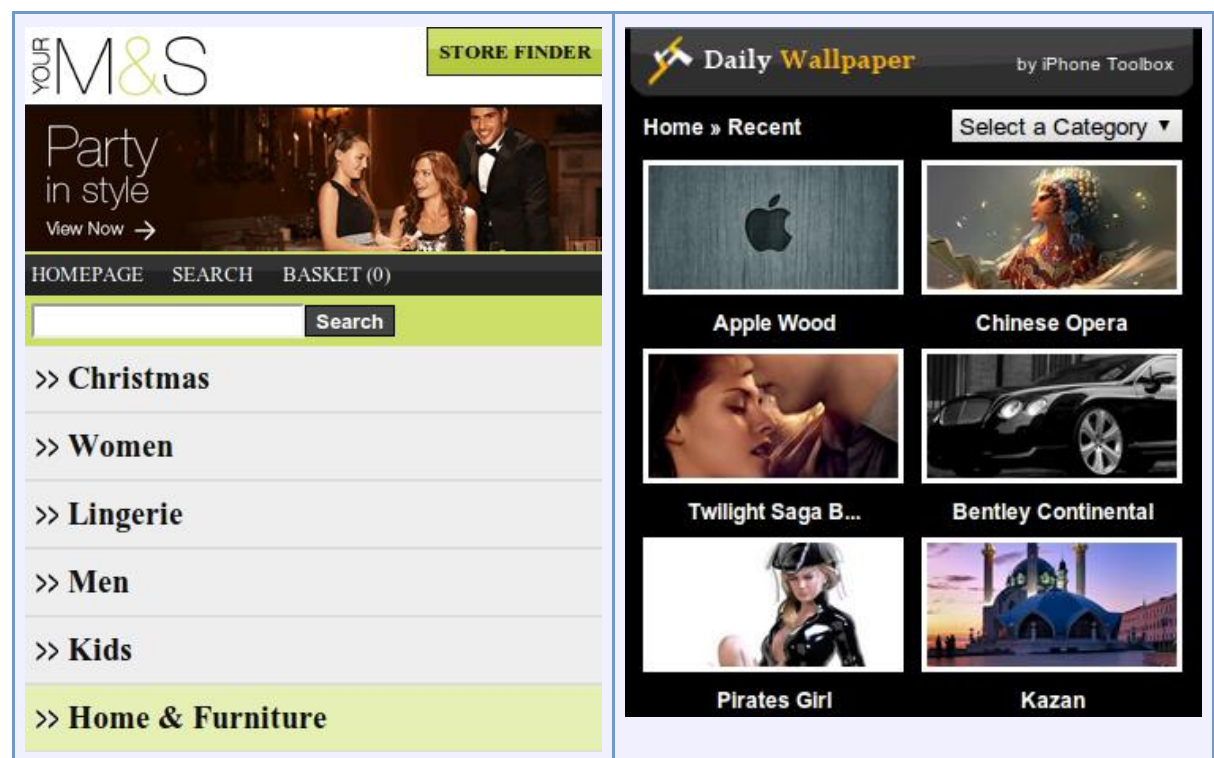 YOUR M&S
STORE FINDER
Party
in style
View Now →
HOMEPAGE SEARCH BASKET (0)
Search
>> Christmas
>> Women
>> Lingerie
>> Men
>> Kids
>> Home & Furniture
Daily Wallpaper by iPhone Toolbox
Home » Recent Select a Category ▼
Apple Wood Chinese Opera
Twilight Saga B... Bentley Continental
Pirates Girl Kazan